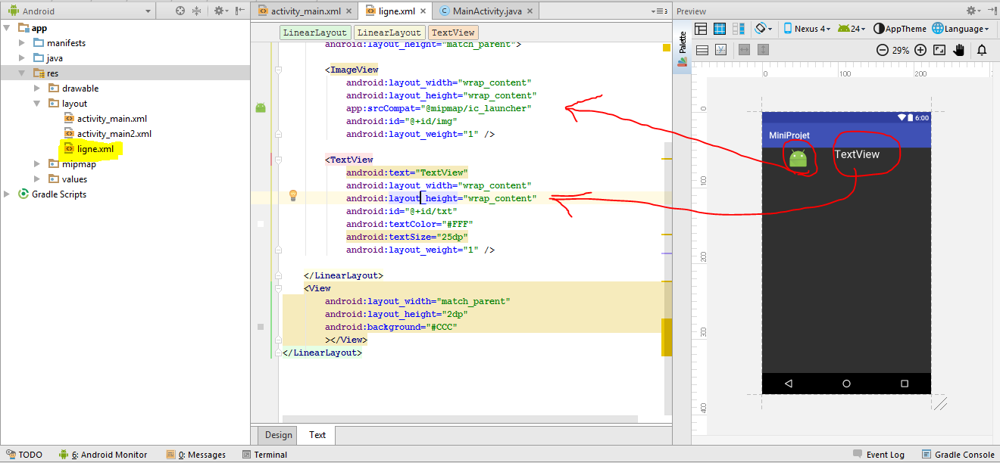 Android
activity_main.xml
ligne.xml
MainActivity.java
3
Preview
app
manifests
java
res
drawable
layout
activity_main.xml
activity_main2.xml
ligne.xml
mipmap
values
Gradle Scripts
LinearLayout
LinearLayout
TextView
android:layout_height="match_parent">
<ImageView
android:layout_width="wrap_content"
android:layout_height="wrap_content"
app:srcCompat="@mipmap/ic_launcher"
android:id="@+id/img"
android:layout_weight="1" />
<TextView
android:text="TextView"
android:layout_width="wrap_content"
android:layout_height="wrap_content"
android:id="@+id/txt"
android:textColor="#FFF"
android:textSize="25dp"
android:layout_weight="1" />
</LinearLayout>
<View
android:layout_width="match_parent"
android:layout_height="2dp"
android:background="#CCC"
></View>
</LinearLayout>
Design
Text
Palette
Nexus 4
24
AppTheme
Language
29%
0
100
200
0
100
200
300
400
6:00
MiniProjet
TextView
TODO
6: Android Monitor
0: Messages
Terminal
Event Log
Gradle Console